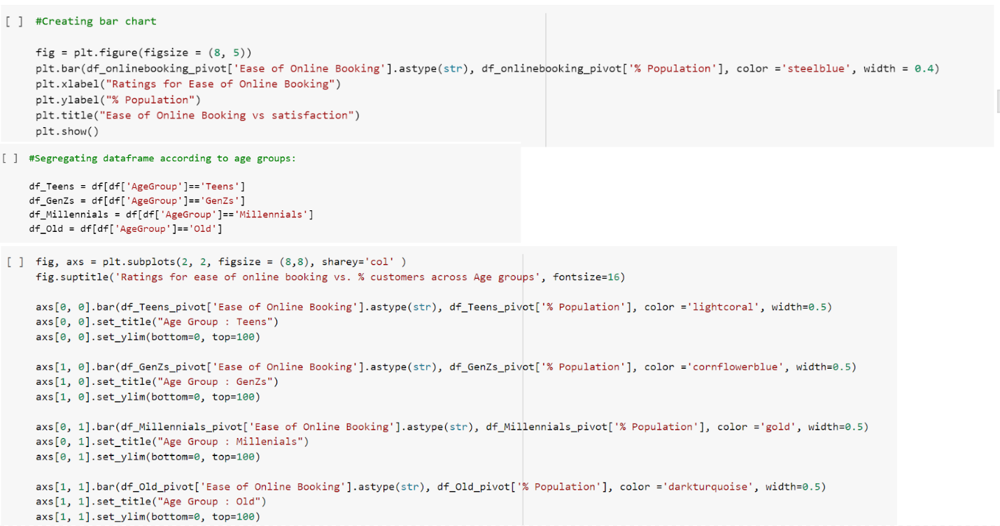 [ ] #Creating bar chart
fig = plt.figure(figsize = (8, 5))
plt.bar(df_onlinebooking_pivot['Ease of Online Booking'].astype(str), df_onlinebooking_pivot['% Population'], color ='steelblue', width = 0.4)
plt.xlabel("Ratings for Ease of Online Booking")
plt.ylabel("% Population")
plt.title("Ease of Online Booking vs satisfaction")
plt.show()
[ ] #Segregating dataframe according to age groups:
df_Teens = df[df['AgeGroup']=='Teens']
df_GenZs = df[df['AgeGroup']=='GenZs']
df_Millennials = df[df['AgeGroup']=='Millennials']
df_Old = df[df['AgeGroup']=='Old']
[ ] fig, axs = plt.subplots(2, 2, figsize = (8,8), sharey='col' )
fig.suptitle('Ratings for ease of online booking vs. % customers across Age groups', fontsize=16)
axs[0, 0].bar(df_Teens_pivot['Ease of Online Booking'].astype(str), df_Teens_pivot['% Population'], color ='lightcoral', width=0.5)
axs[0, 0].set_title("Age Group : Teens")
axs[0, 0].set_ylim(bottom=0, top=100)
axs[1, 0].bar(df_GenZs_pivot['Ease of Online Booking'].astype(str), df_GenZs_pivot['% Population'], color ='cornflowerblue', width=0.5)
axs[1, 0].set_title("Age Group : GenZs")
axs[1, 0].set_ylim(bottom=0, top=100)
axs[0, 1].bar(df_Millennials_pivot['Ease of Online Booking'].astype(str), df_Millennials_pivot['% Population'], color ='gold', width=0.5)
axs[0, 1].set_title("Age Group : Millenials")
axs[0, 1].set_ylim(bottom=0, top=100)
axs[1, 1].bar(df_Old_pivot['Ease of Online Booking'].astype(str), df_Old_pivot['% Population'], color ='darkturquoise', width=0.5)
axs[1, 1].set_title("Age Group : Old")
axs[1, 1].set_ylim(bottom=0, top=100)